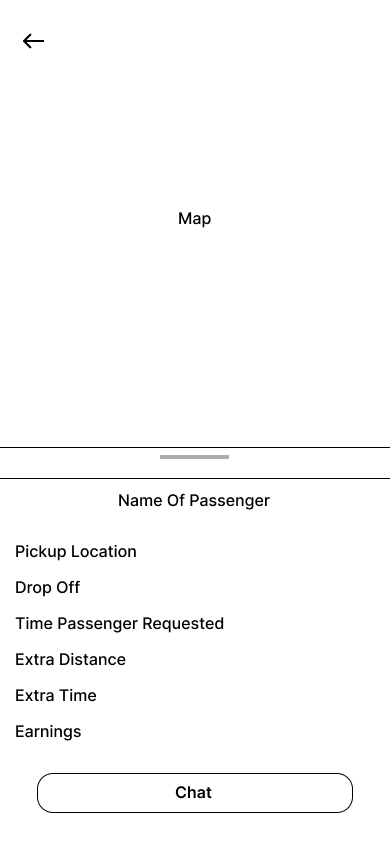 Map
Name Of Passenger
Pickup Location
Drop Off
Time Passenger Requested
Extra Distance
Extra Time
Earnings
Chat